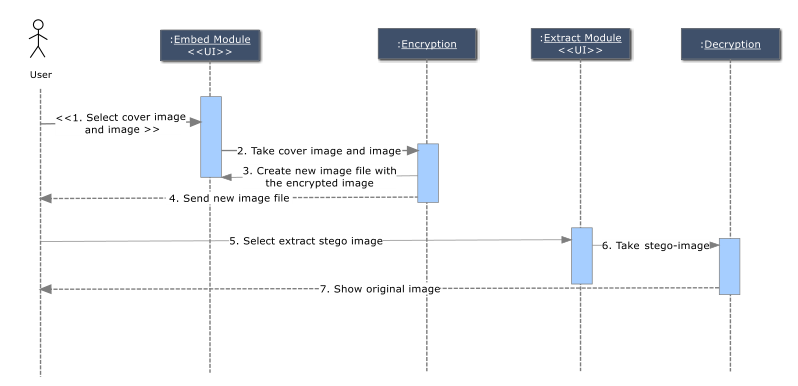 :Embed Module
<<UI>>
:Encryption
:Extract Module
<<UI>>
:Decryption
User
<<1. Select cover image
and image >>
2. Take cover image and image
3. Create new image file with
the encrypted image
4. Send new image file
5. Select extract stego image
6. Take stego-image
7. Show original image